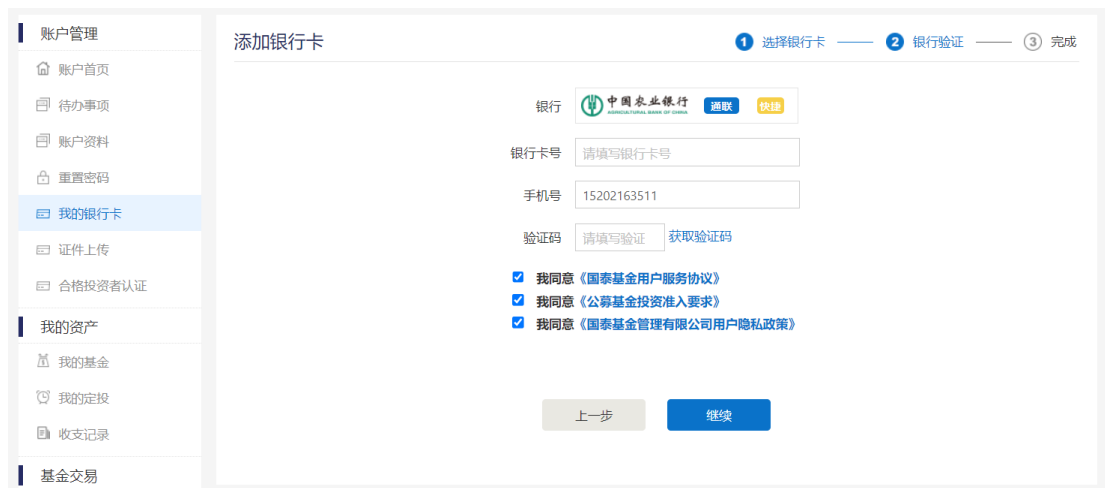 账户管理
账户首页
待办事项
账户资料
重置密码
我的银行卡
证件上传
合格投资者认证
我的资产
我的基金
我的定投
收支记录
基金交易
添加银行卡
1 选择银行卡 2 银行验证 3 完成
银行 中国农业银行 通联 快捷
AGRICULTURAL BANK OF CHINA
银行卡号 请填写银行卡号
手机号 15202163511
验证码 请填写验证 获取验证码
我同意《国泰基金用户服务协议》
我同意《公募基金投资准入要求》
我同意《国泰基金管理有限公司用户隐私政策》
上一步 继续